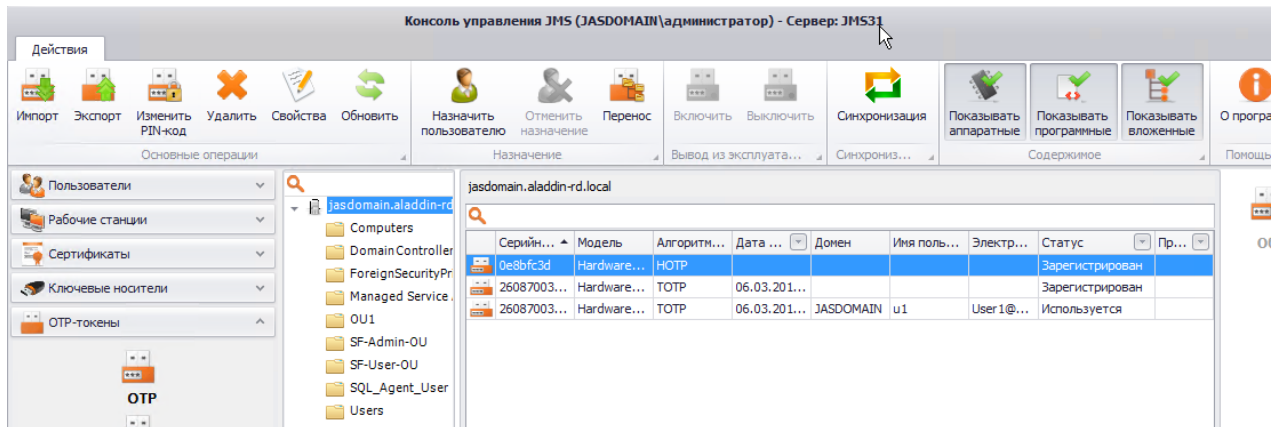 Консоль управления JMS (JASDOMAIN\администратор) - Сервер: JMS31
Действия
Импорт Экспорт Изменить PIN-код Удалить Свойства Обновить Назначить пользователю Отменить назначение Перенос Включить Выключить Синхронизация Показывать аппаратные Показывать программные Показывать вложенные О програ
Основные операции Назначение Вывод из эксплуата... Синхрониз... Содержимое Помощь
Пользователи
Рабочие станции
Сертификаты
Ключевые носители
OTP-токены
OTP
jasdomain.aladdin-rd
Computers
DomainController
ForeignSecurityPr
Managed Service
OU1
SF-Admin-OU
SF-User-OU
SQL_Agent_User
Users
jasdomain.aladdin-rd.local
Серийн... Модель Алгоритм... Дата ... Домен Имя поль... Электр... Статус Пр...
0e8bfc3d Hardware... HOTP Зарегистрирован
26087003... Hardware... TOTP 06.03.201... Зарегистрирован
26087003... Hardware... TOTP 06.03.201... JASDOMAIN u1 User1@... Используется